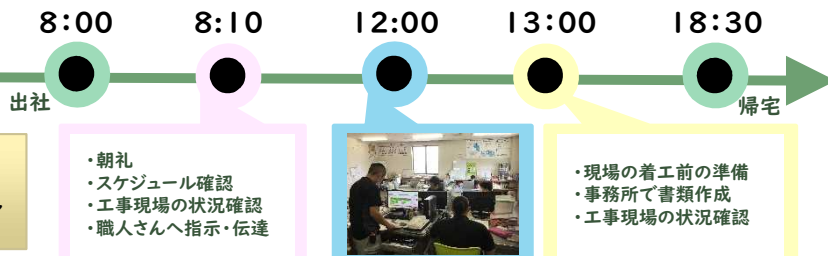 8:00
8:10
12:00
13:00
18:30
出社
帰宅
・朝礼
・スケジュール確認
・工事現場の状況確認
・職人さんへ指示・伝達
・現場の着工前の準備
・事務所で書類作成
・工事現場の状況確認